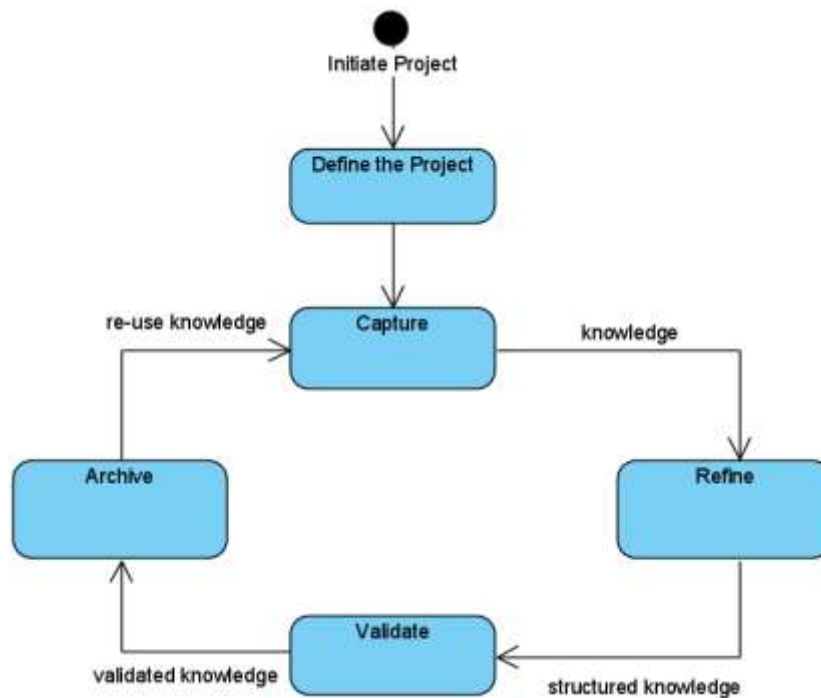 Initiate Project
Define the Project
re-use knowledge
Capture
knowledge
Archive
Refine
Validate
validated knowledge
structured knowledge